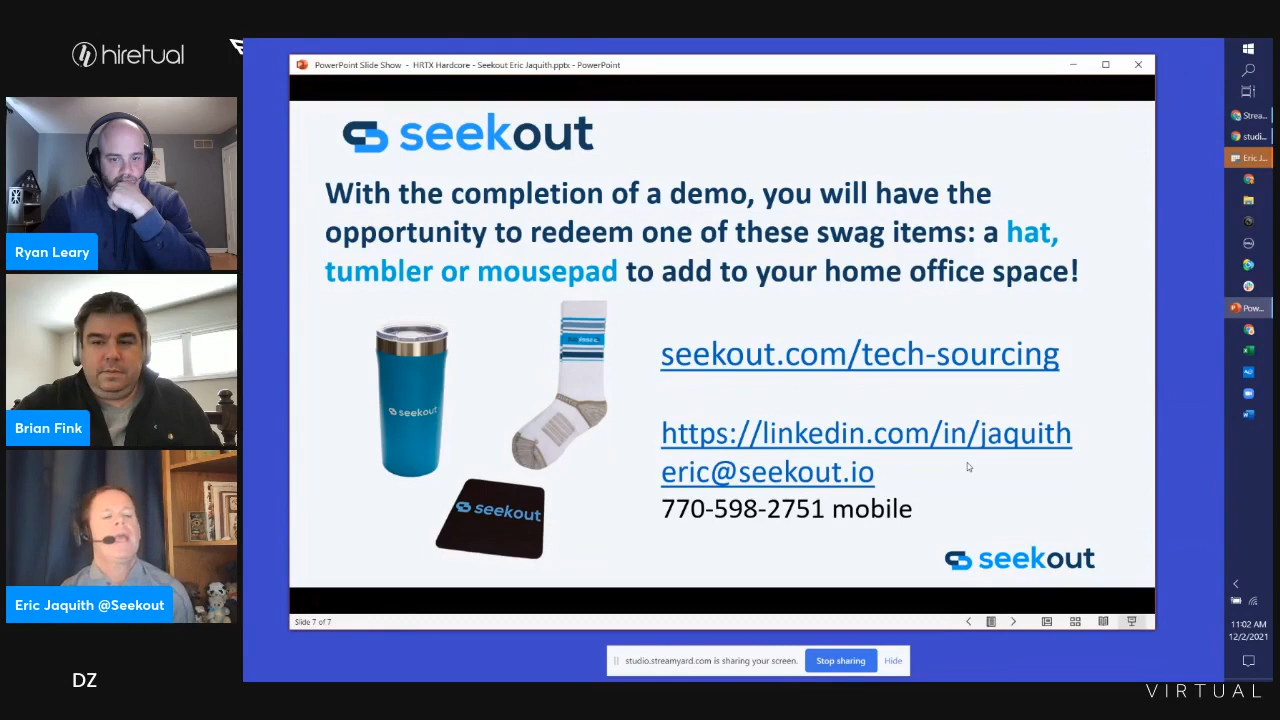 hiretual
PowerPoint Slide Show - HRTX Hardcore - Seekout Eric Jaquith.pptx - PowerPoint
seekout
With the completion of a demo, you will have the
opportunity to redeem one of these swag items: a hat,
tumbler or mousepad to add to your home office space!
seekout
seekout
seekout.com/tech-sourcing
https://linkedin.com/in/jaquith
eric@seekout.io
770-598-2751 mobile
seekout
Slide 7 of 7
Ryan Leary
Brian Fink
Eric Jaquith @Seekout
DZ
studio.streamyard.com is sharing your screen.
Stop sharing
Hide
Strea...
studi...
Eric J...
Pow...
11:02 AM
12/2/2021
VIRTUAL